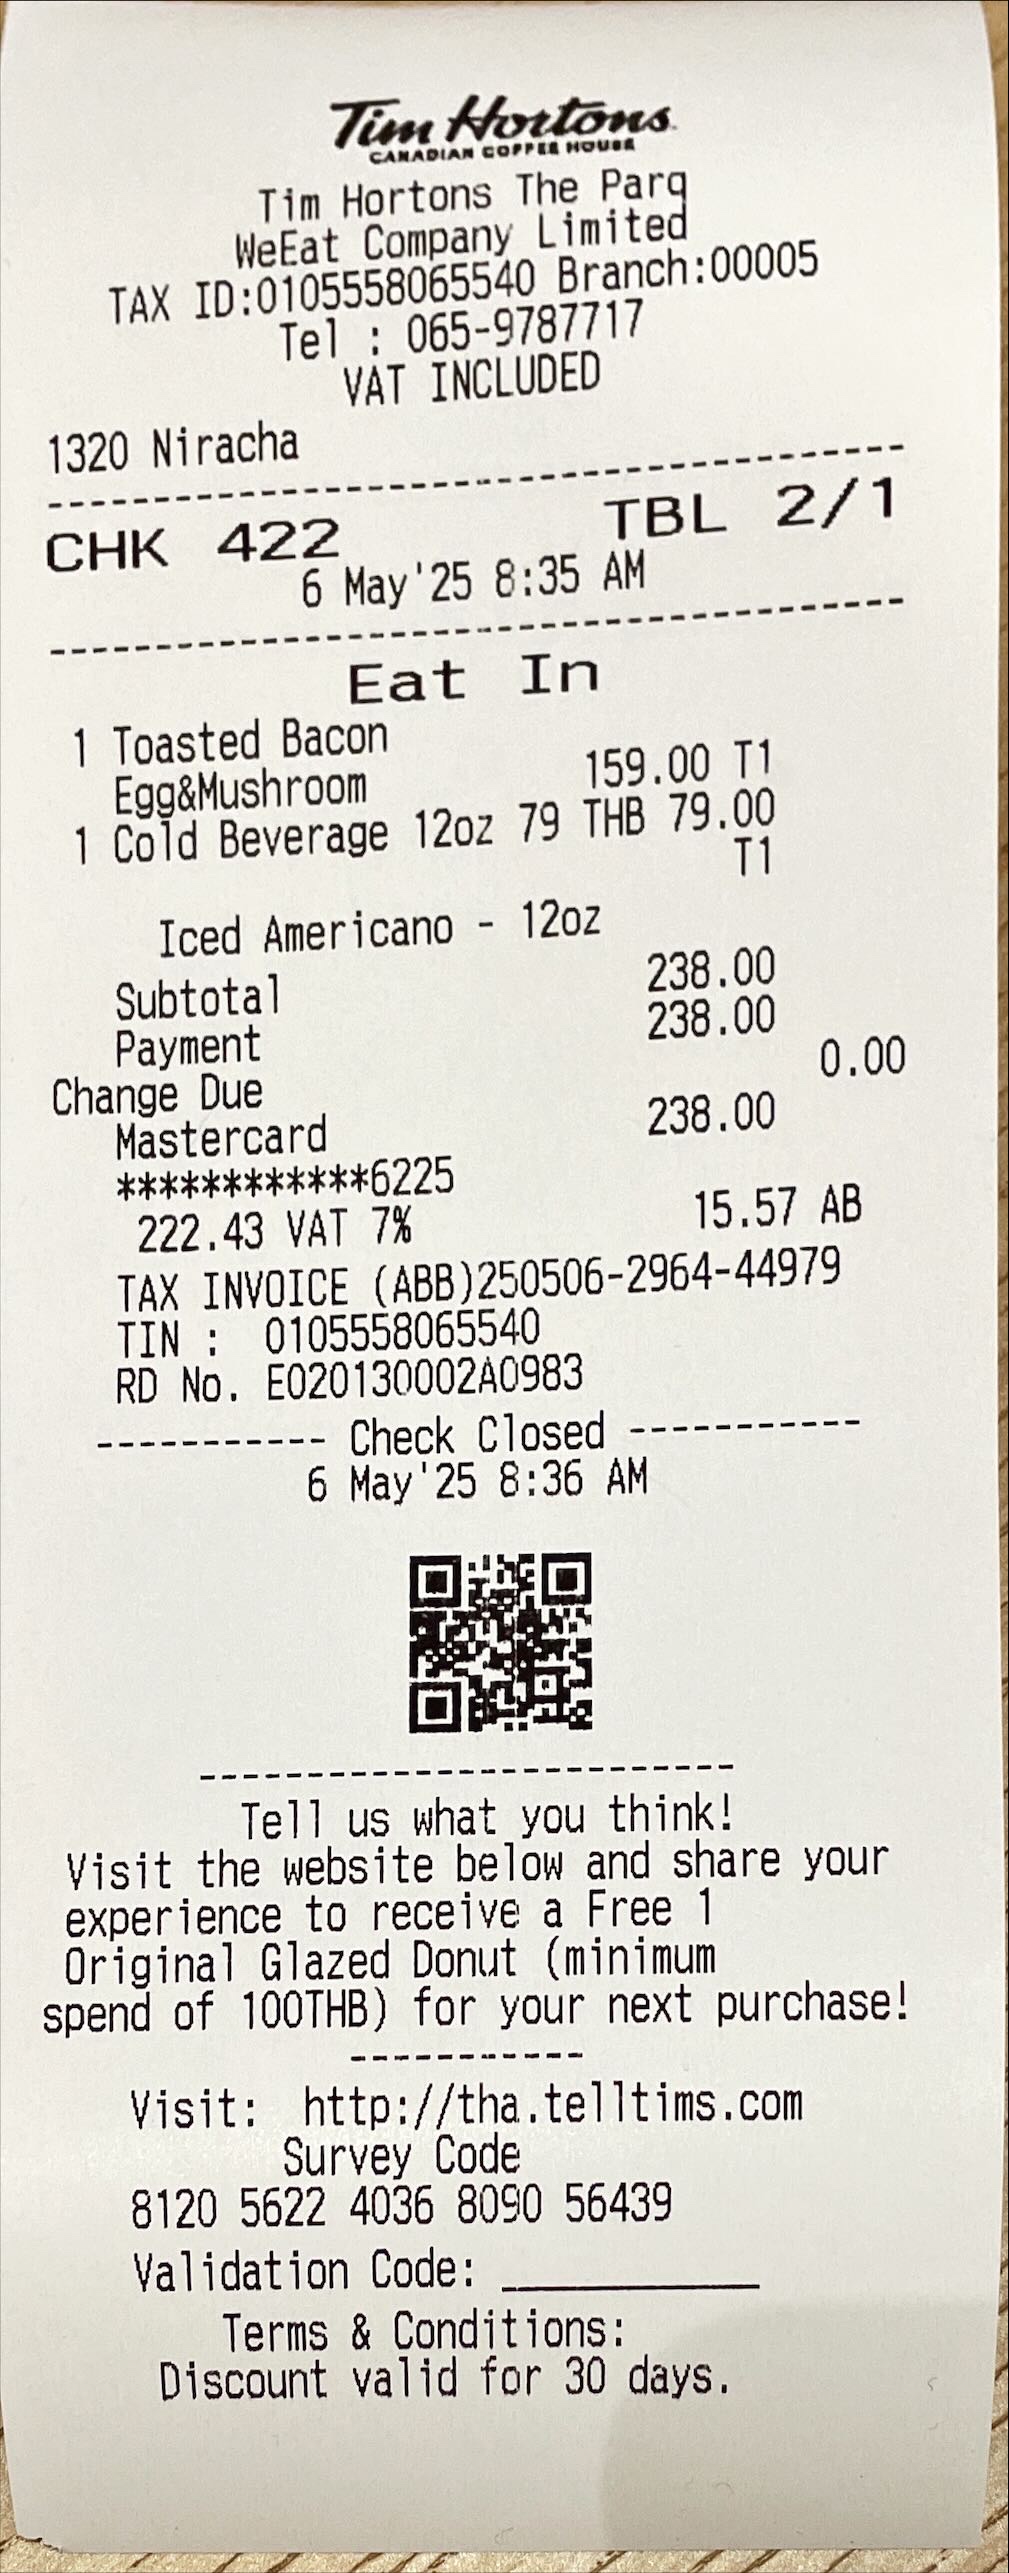 Tim Hortons
CANADIAN COFFEE HOUSE
Tim Hortons The Parq
WeEat Company Limited
TAX ID:0105558065540 Branch:00005
Tel : 065-9787717
VAT INCLUDED
1320 Niracha
CHK 422 TBL 2/1
6 May'25 8:35 AM
Eat In
1 Toasted Bacon
Egg&Mushroom 159.00 T1
1 Cold Beverage 12oz 79 THB 79.00
T1
Iced Americano - 12oz
Subtotal 238.00
Payment 238.00
Change Due 0.00
Mastercard 238.00
************6225
222.43 VAT 7% 15.57 AB
TAX INVOICE (ABB)250506-2964-44979
TIN : 0105558065540
RD No. E020130002A0983
----------- Check Closed -----------
6 May'25 8:36 AM
Tell us what you think!
Visit the website below and share your
experience to receive a Free 1
Original Glazed Donut (minimum
spend of 100THB) for your next purchase!
Visit: http://tha.telltims.com
Survey Code
8120 5622 4036 8090 56439
Validation Code: ____________
Terms & Conditions:
Discount valid for 30 days.